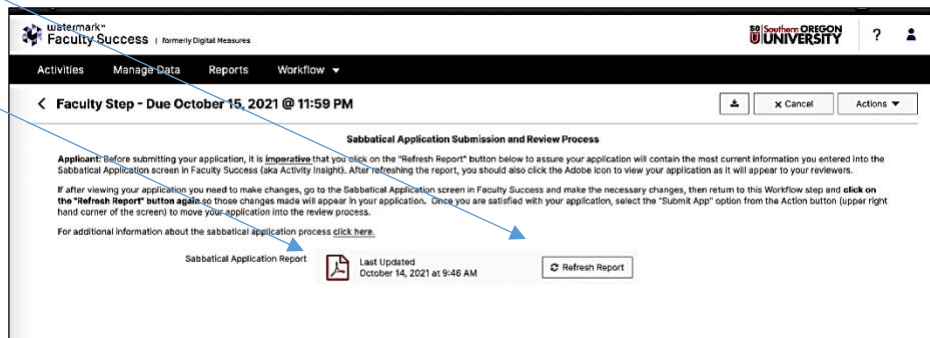 watermark™
Faculty Success | formerly Digital Measures
SOU Southern OREGON UNIVERSITY
?
Activities Manage Data Reports Workflow
Faculty Step - Due October 15, 2021 @ 11:59 PM
x Cancel
Actions
Sabbatical Application Submission and Review Process
Applicant: Before submitting your application, it is imperative that you click on the "Refresh Report" button below to assure your application will contain the most current information you entered into the
Sabbatical Application screen in Faculty Success (aka Activity Insight). After refreshing the report, you should also click the Adobe icon to view your application as it will appear to your reviewers.
If after viewing your application you need to make changes, go to the Sabbatical Application screen in Faculty Success and make the necessary changes, then return to this Workflow step and click on
the "Refresh Report" button again so those changes made will appear in your application. Once you are satisfied with your application, select the "Submit App" option from the Action button (upper right
hand corner of the screen) to move your application into the review process.
For additional information about the sabbatical application process click here.
Sabbatical Application Report
Last Updated
October 14, 2021 at 9:46 AM
Refresh Report